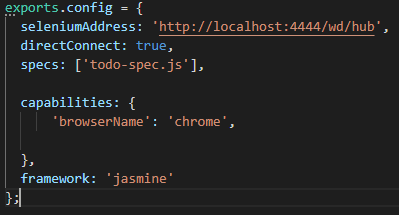 exports.config = {
  seleniumAddress: 'http://localhost:4444/wd/hub',
  directConnect: true,
  specs: ['todo-spec.js'],

  capabilities: {
      'browserName': 'chrome',

  },
  framework: 'jasmine'
};